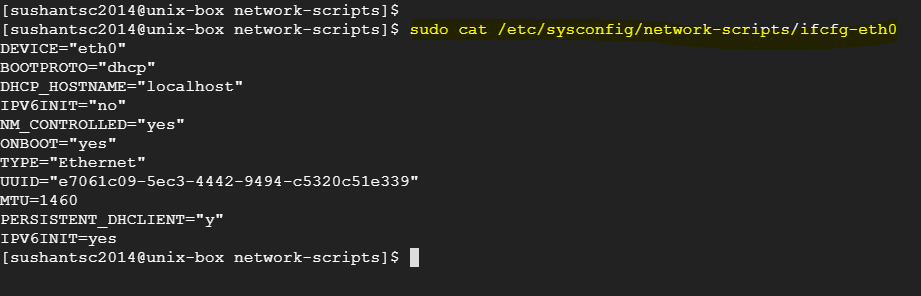 [sushantsc2014@unix-box network-scripts]$
[sushantsc2014@unix-box network-scripts]$ sudo cat /etc/sysconfig/network-scripts/ifcfg-eth0
DEVICE="eth0"
BOOTPROTO="dhcp"
DHCP_HOSTNAME="localhost"
IPV6INIT="no"
NM_CONTROLLED="yes"
ONBOOT="yes"
TYPE="Ethernet"
UUID="e7061c09-5ec3-4442-9494-c5320c51e339"
MTU=1460
PERSISTENT_DHCLIENT="y"
IPV6INIT=yes
[sushantsc2014@unix-box network-scripts]$